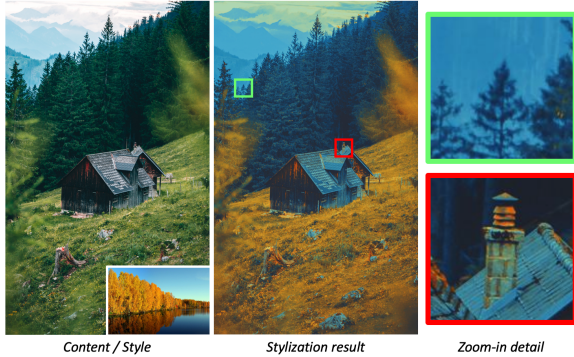 Content / Style
Stylization result
Zoom-in detail